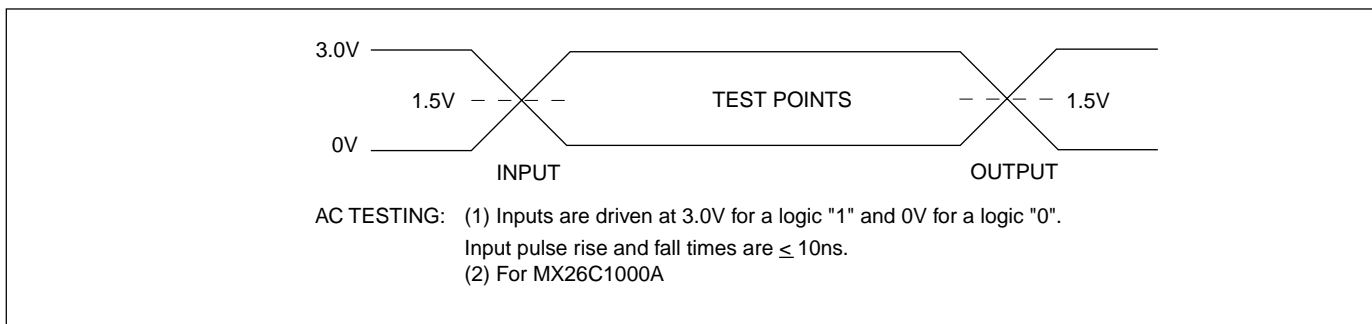 3.0V
1.5V TEST POINTS 1.5V
0V
INPUT OUTPUT
AC TESTING: (1) Inputs are driven at 3.0V for a logic "1" and 0V for a logic "0".
Input pulse rise and fall times are ≤ 10ns.
(2) For MX26C1000A